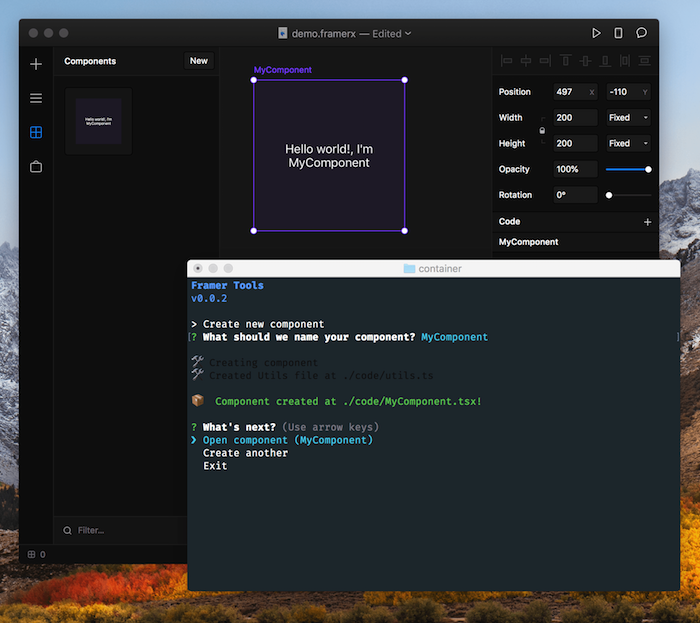 demo.framerx — Edited
Components
New
Hello world!, I'm
MyComponent
MyComponent
Hello world!, I'm
MyComponent
Position
497
X
-110
Y
Width
200
Fixed
Height
200
Fixed
Opacity
100%
Rotation
0°
Code
MyComponent
Filter...
0
container
Framer Tools
v0.0.2
> Create new component
? What should we name your component? MyComponent
Creating component
Created Utils file at ./code/utils.ts
Component created at ./code/MyComponent.tsx!
? What's next? (Use arrow keys)
❯ Open component (MyComponent)
Create another
Exit